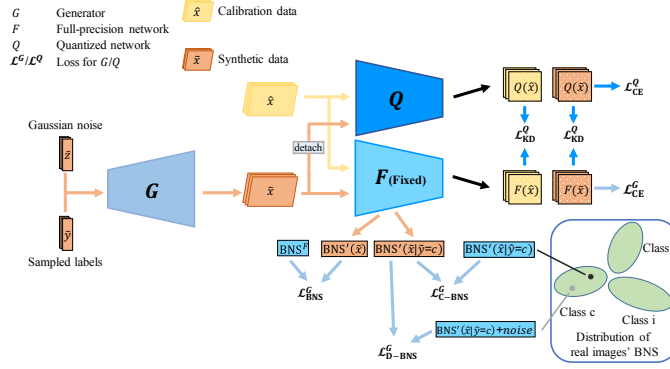 G Generator
F Full-precision network
Q Quantized network
ℒ^G/ℒ^Q Loss for G/Q
x̂ Calibration data
x̃ Synthetic data
Gaussian noise
z̃
ỹ
Sampled labels
G
x̂
x̃
detach
Q
F(Fixed)
Q(x̂)
Q(x̃)
ℒ^Q_CE
ℒ^Q_KD
ℒ^Q_KD
F(x̂)
F(x̃)
ℒ^G_CE
BNS^F
BNS′(x̃)
BNS′(x̃|ỹ=c)
BNS′(x̂|ŷ=c)
ℒ^G_BNS
ℒ^G_C−BNS
BNS′(x̂|ŷ=c)+noise
ℒ^G_D−BNS
Class
Class c
Class i
Distribution of
real images' BNS